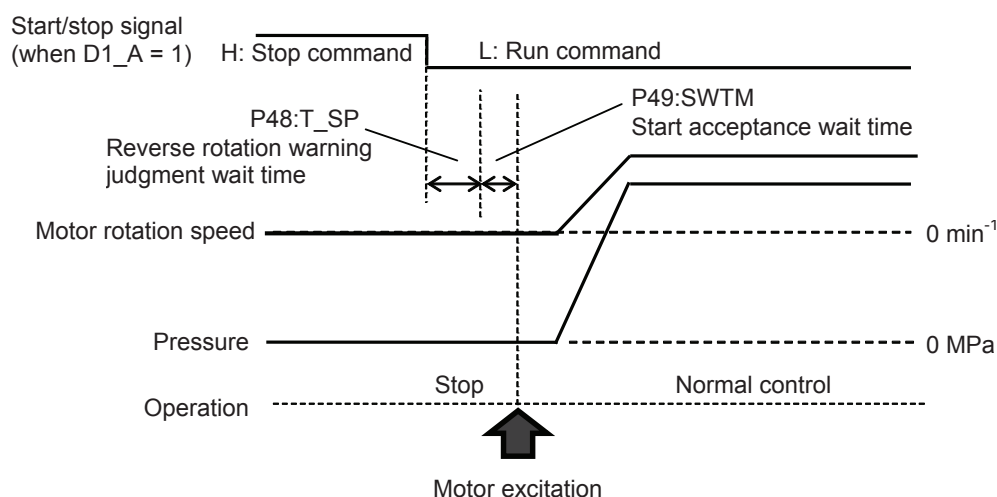 Start/stop signal
(when D1_A = 1)
H: Stop command
L: Run command
P48:T_SP
Reverse rotation warning
judgment wait time
P49:SWTM
Start acceptance wait time
Motor rotation speed
0 min-1
Pressure
0 MPa
Stop
Normal control
Operation
Motor excitation